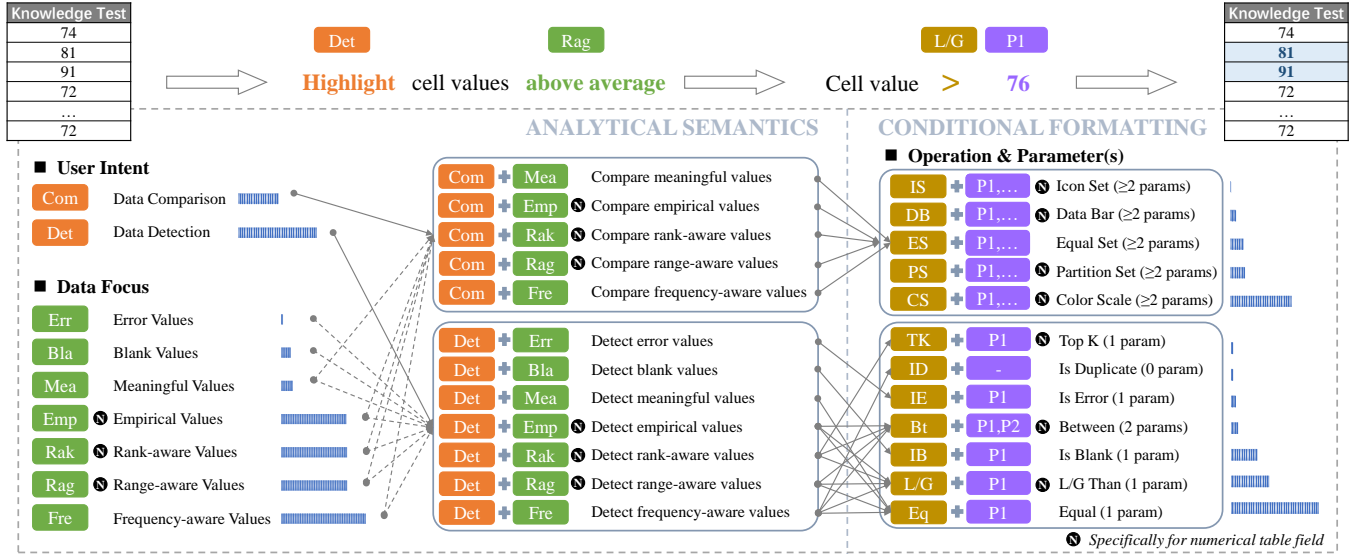 Knowledge Test
74
81
91
72
...
72
Det
Rag
L/G P1
Highlight cell values above average
Cell value > 76
Knowledge Test
74
81
91
72
...
72
ANALYTICAL SEMANTICS
CONDITIONAL FORMATTING
■ User Intent
Com Data Comparison
Det Data Detection
■ Data Focus
Err Error Values
Bla Blank Values
Mea Meaningful Values
Emp N Empirical Values
Rak N Rank-aware Values
Rag N Range-aware Values
Fre Frequency-aware Values
Com + Mea Compare meaningful values
Com + Emp N Compare empirical values
Com + Rak N Compare rank-aware values
Com + Rag N Compare range-aware values
Com + Fre Compare frequency-aware values
Det + Err Detect error values
Det + Bla Detect blank values
Det + Mea Detect meaningful values
Det + Emp N Detect empirical values
Det + Rak N Detect rank-aware values
Det + Rag N Detect range-aware values
Det + Fre Detect frequency-aware values
■ Operation & Parameter(s)
IS + P1,... N Icon Set (≥2 params)
DB + P1,... N Data Bar (≥2 params)
ES + P1,... Equal Set (≥2 params)
PS + P1,... N Partition Set (≥2 params)
CS + P1,... N Color Scale (≥2 params)
TK + P1 N Top K (1 param)
ID + - Is Duplicate (0 param)
IE + P1 Is Error (1 param)
Bt + P1,P2 N Between (2 params)
IB + P1 Is Blank (1 param)
L/G + P1 N L/G Than (1 param)
Eq + P1 Equal (1 param)
N Specifically for numerical table field